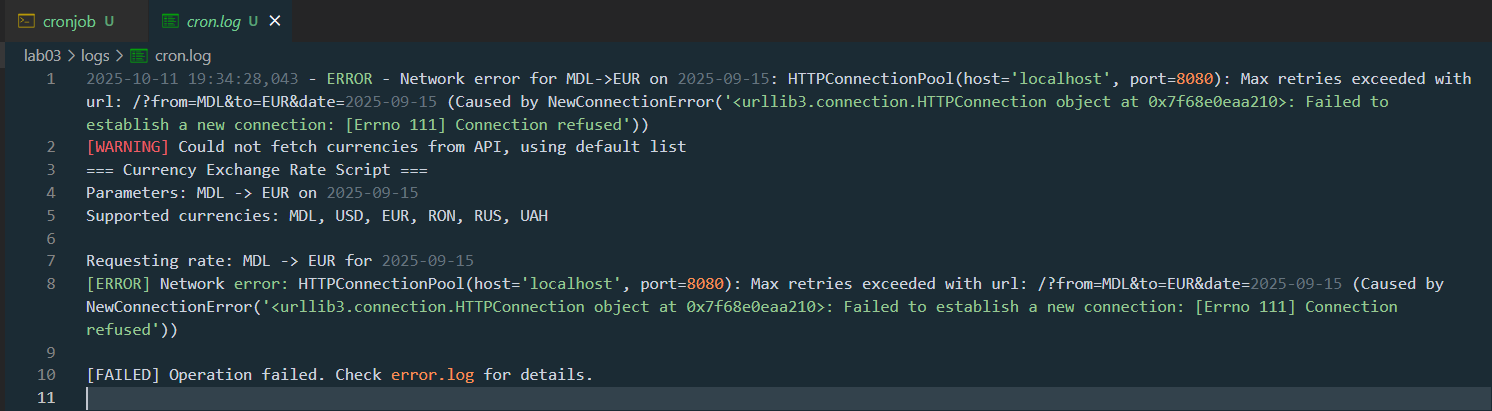 cronjob U cron.log U ×
lab03 > logs > cron.log
1 2025-10-11 19:34:28,043 - ERROR - Network error for MDL->EUR on 2025-09-15: HTTPConnectionPool(host='localhost', port=8080): Max retries exceeded with
url: /?from=MDL&to=EUR&date=2025-09-15 (Caused by NewConnectionError('<urllib3.connection.HTTPConnection object at 0x7f68e0eaa210>: Failed to
establish a new connection: [Errno 111] Connection refused'))
2 [WARNING] Could not fetch currencies from API, using default list
3 === Currency Exchange Rate Script ===
4 Parameters: MDL -> EUR on 2025-09-15
5 Supported currencies: MDL, USD, EUR, RON, RUS, UAH
6
7 Requesting rate: MDL -> EUR for 2025-09-15
8 [ERROR] Network error: HTTPConnectionPool(host='localhost', port=8080): Max retries exceeded with url: /?from=MDL&to=EUR&date=2025-09-15 (Caused by
NewConnectionError('<urllib3.connection.HTTPConnection object at 0x7f68e0eaa210>: Failed to establish a new connection: [Errno 111] Connection
refused'))
9
10 [FAILED] Operation failed. Check error.log for details.
11